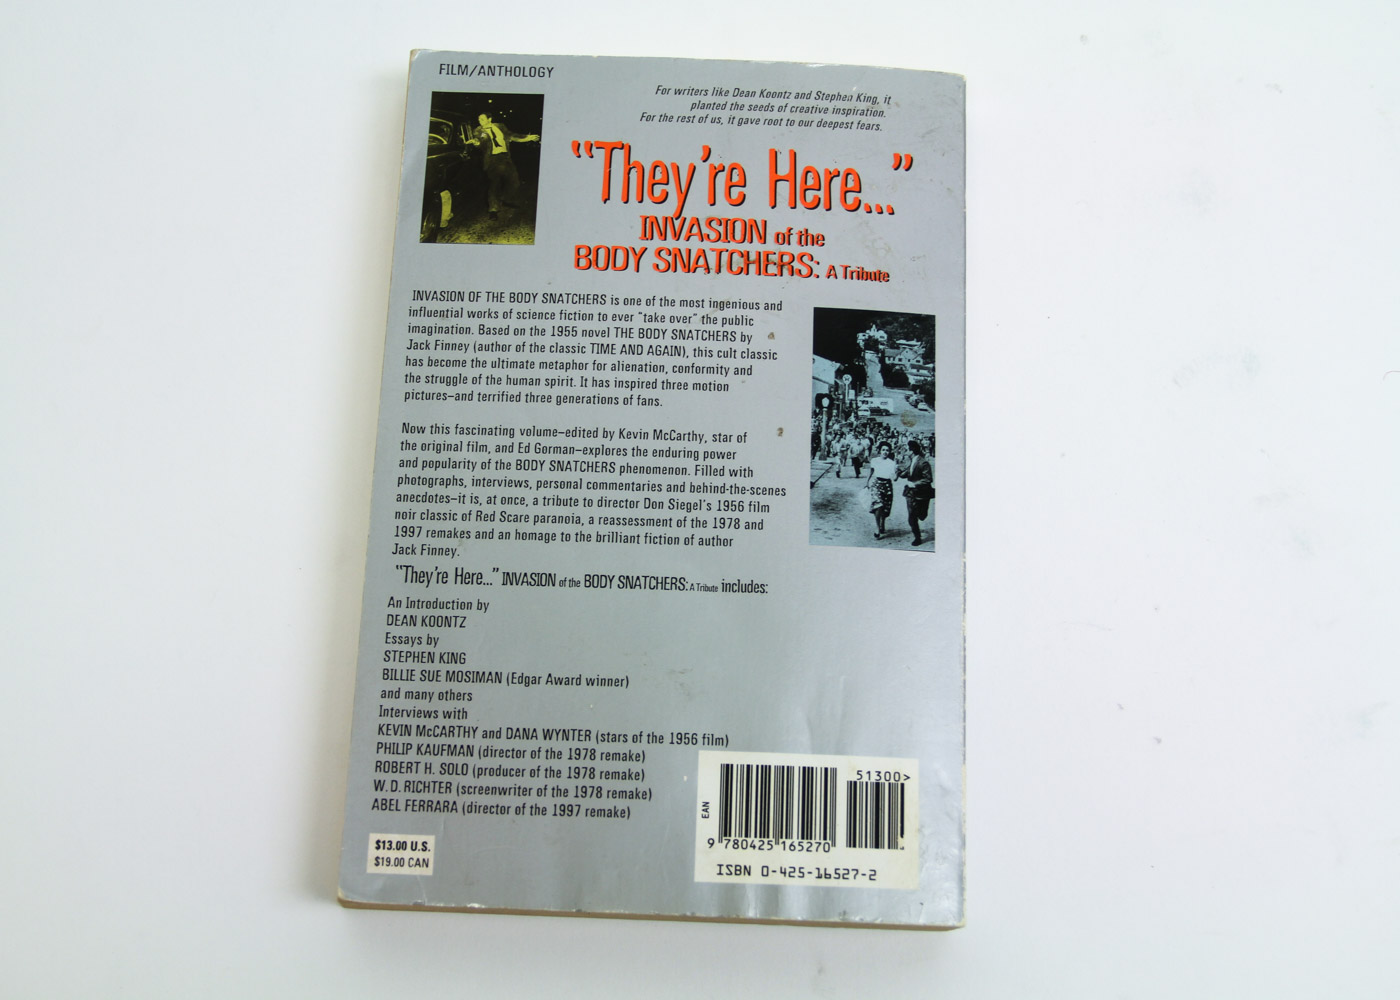 FILM/ANTHOLOGY
For writers like Dean Koontz and Stephen King, it
planted the seeds of creative inspiration.
For the rest of us, it gave root to our deepest fears.
“They’re Here...”
INVASION of the
BODY SNATCHERS: A Tribute
INVASION OF THE BODY SNATCHERS is one of the most ingenious and
influential works of science fiction to ever “take over” the public
imagination. Based on the 1955 novel THE BODY SNATCHERS by
Jack Finney (author of the classic TIME AND AGAIN), this cult classic
has become the ultimate metaphor for alienation, conformity and
the struggle of the human spirit. It has inspired three motion
pictures–and terrified three generations of fans.
Now this fascinating volume–edited by Kevin McCarthy, star of
the original film, and Ed Gorman–explores the enduring power
and popularity of the BODY SNATCHERS phenomenon. Filled with
photographs, interviews, personal commentaries and behind-the-scenes
anecdotes–it is, at once, a tribute to director Don Siegel’s 1956 film
noir classic of Red Scare paranoia, a reassessment of the 1978 and
1997 remakes and an homage to the brilliant fiction of author
Jack Finney.
“They’re Here...” INVASION of the BODY SNATCHERS: A Tribute includes:
An Introduction by
DEAN KOONTZ
Essays by
STEPHEN KING
BILLIE SUE MOSIMAN (Edgar Award winner)
and many others
Interviews with
KEVIN McCARTHY and DANA WYNTER (stars of the 1956 film)
PHILIP KAUFMAN (director of the 1978 remake)
ROBERT H. SOLO (producer of the 1978 remake)
W.D. RICHTER (screenwriter of the 1978 remake)
ABEL FERRARA (director of the 1997 remake)
$13.00 U.S.
$19.00 CAN
EAN
51300>
9 780425 165270
ISBN 0-425-16527-2